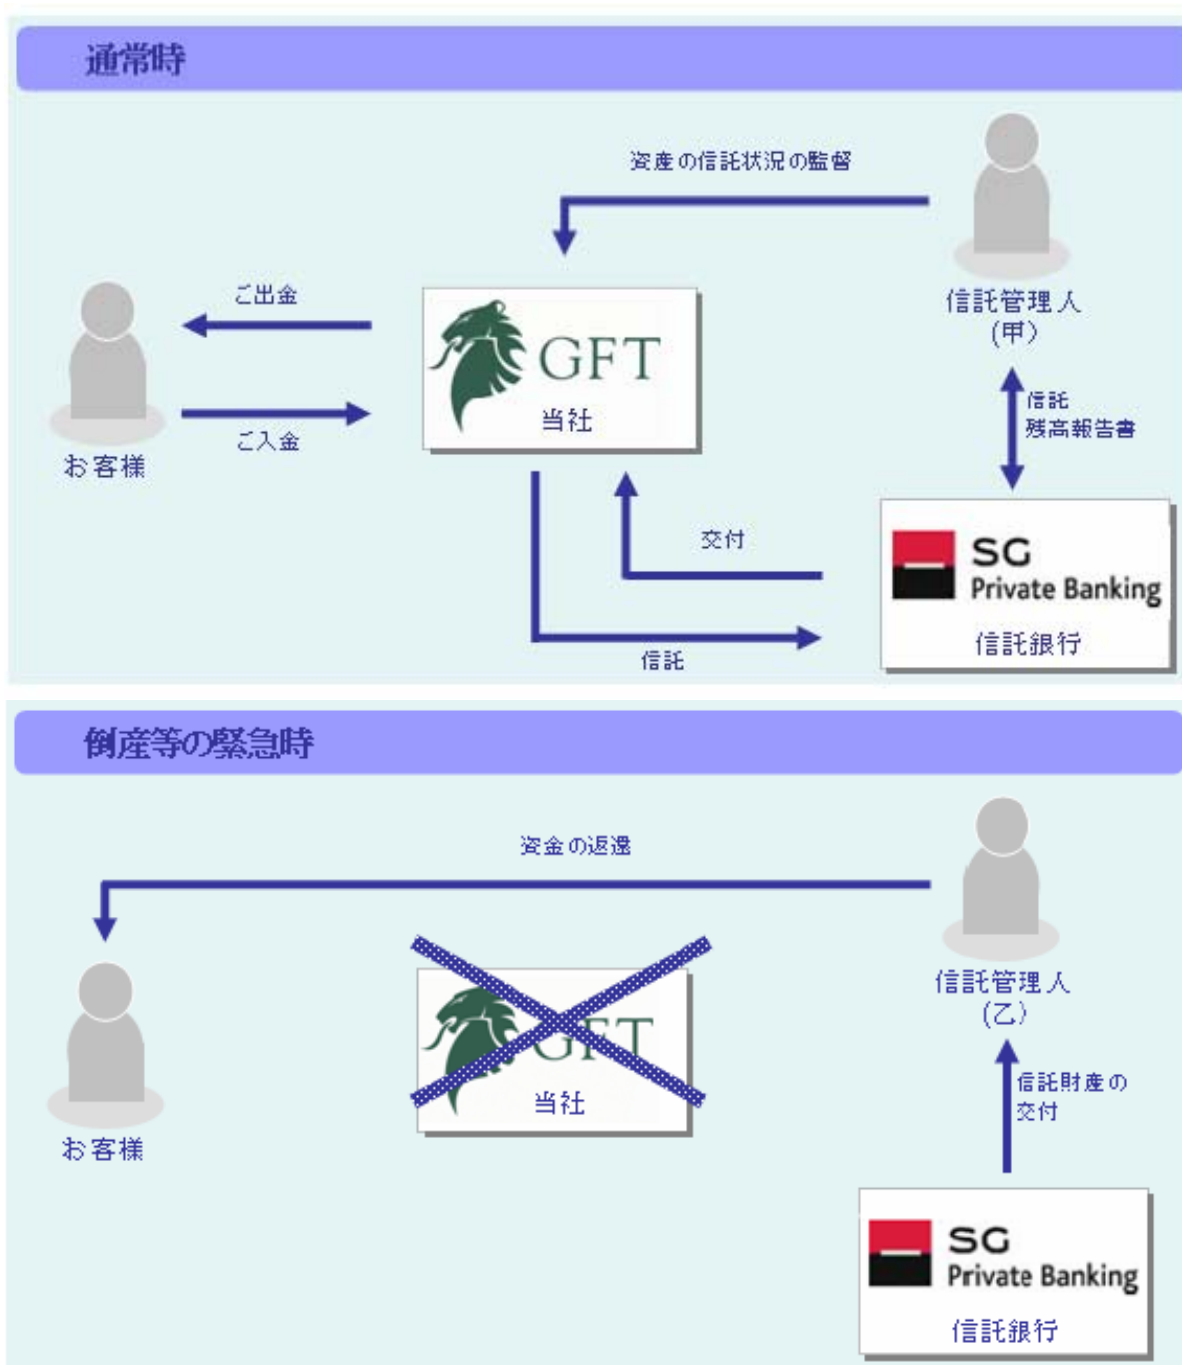 通常時
資産の信託状況の監督
信託管理人
(甲)
ご出金
GFT
当社
ご入金
お客様
信託
残高報告書
交付
SG
Private Banking
信託銀行
信託
倒産等の緊急時
資金の返還
信託管理人
(乙)
GFT
当社
お客様
信託財産の
交付
SG
Private Banking
信託銀行